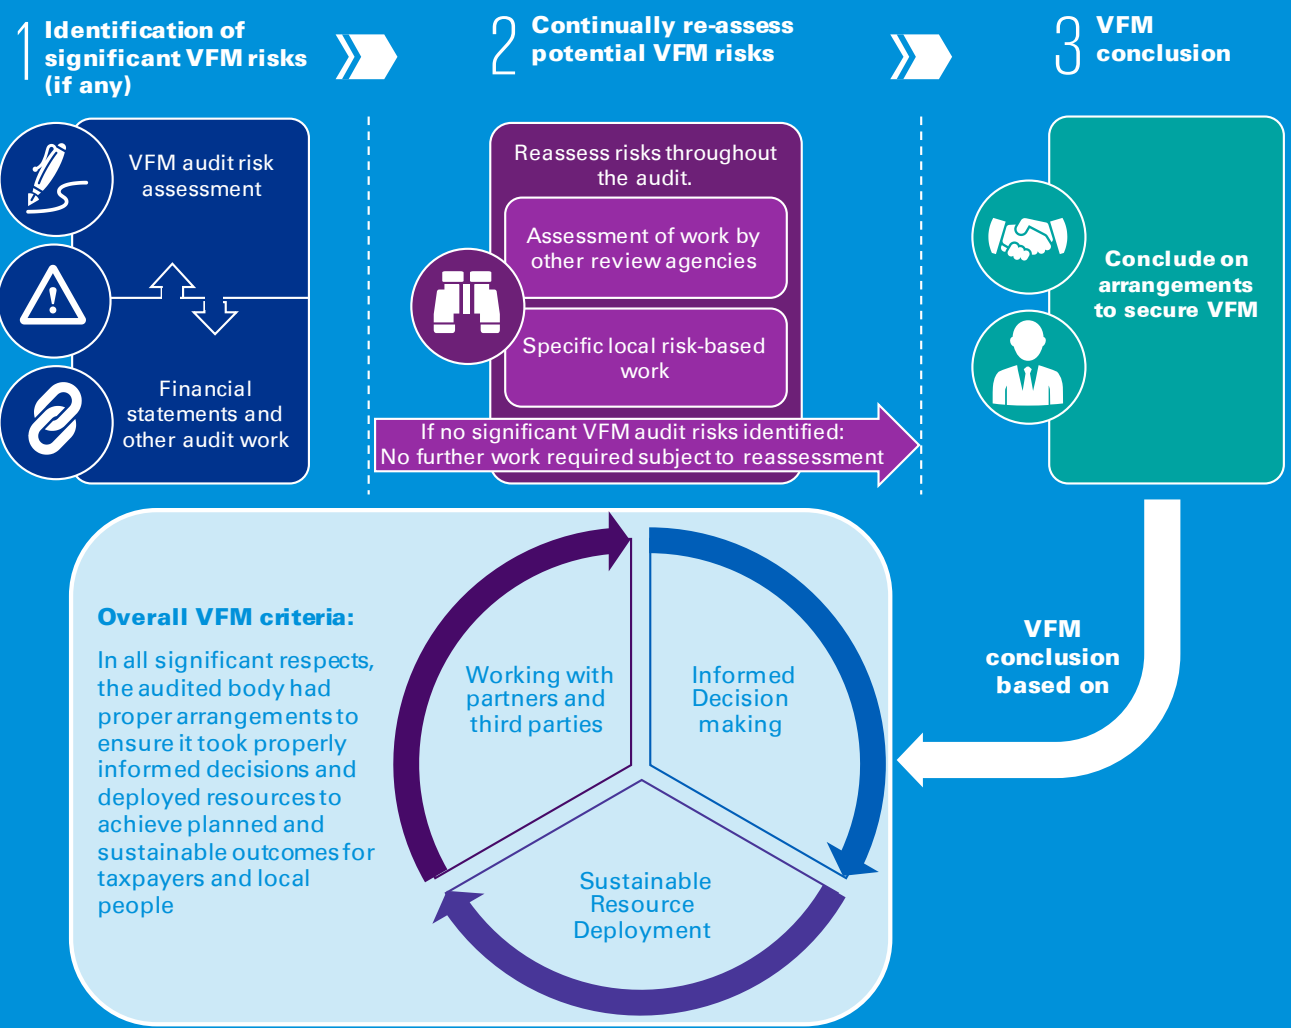 1 Identification of
significant VFM risks
(if any)
2 Continually re-assess
potential VFM risks
3 VFM
conclusion
VFM audit risk
assessment
Financial
statements and
other audit work
Reassess risks throughout
the audit.
Assessment of work by
other review agencies
Specific local risk-based
work
If no significant VFM audit risks identified:
No further work required subject to reassessment
Conclude on
arrangements
to secure VFM
VFM
conclusion
based on
Overall VFM criteria:
In all significant respects,
the audited body had
proper arrangements to
ensure it took properly
informed decisions and
deployed resources to
achieve planned and
sustainable outcomes for
taxpayers and local
people
Working with
partners and
third parties
Informed
Decision
making
Sustainable
Resource
Deployment